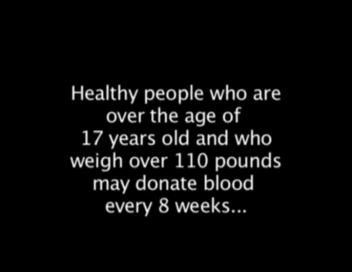 Healthy people who are
over the age of
17 years old and who
weigh over 110 pounds
may donate blood
every 8 weeks...